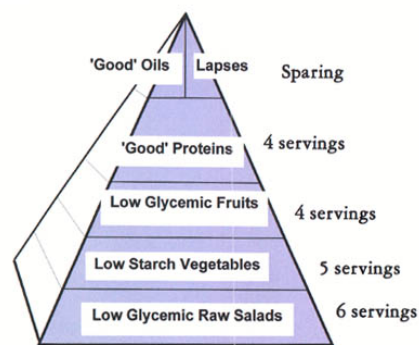 'Good' Oils Lapses Sparing
'Good' Proteins 4 servings
Low Glycemic Fruits 4 servings
Low Starch Vegetables 5 servings
Low Glycemic Raw Salads 6 servings